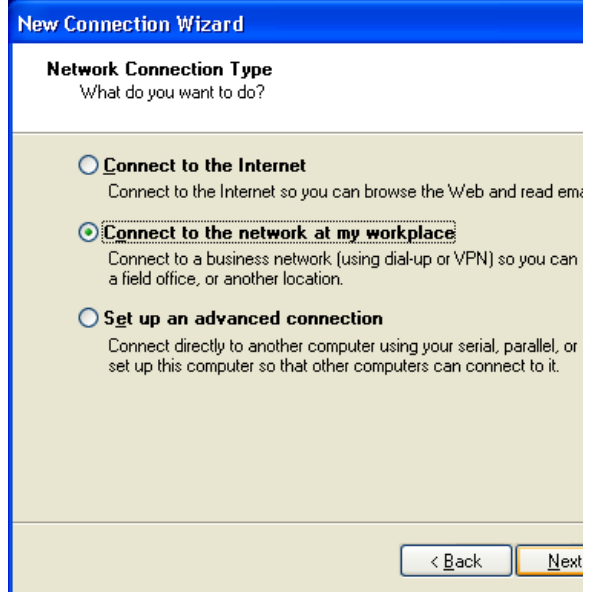 New Connection Wizard
Network Connection Type
What do you want to do?
Connect to the Internet
Connect to the Internet so you can browse the Web and read ema
Connect to the network at my workplace
Connect to a business network (using dial-up or VPN) so you can
a field office, or another location.
Set up an advanced connection
Connect directly to another computer using your serial, parallel, or
set up this computer so that other computers can connect to it.
< Back
Next